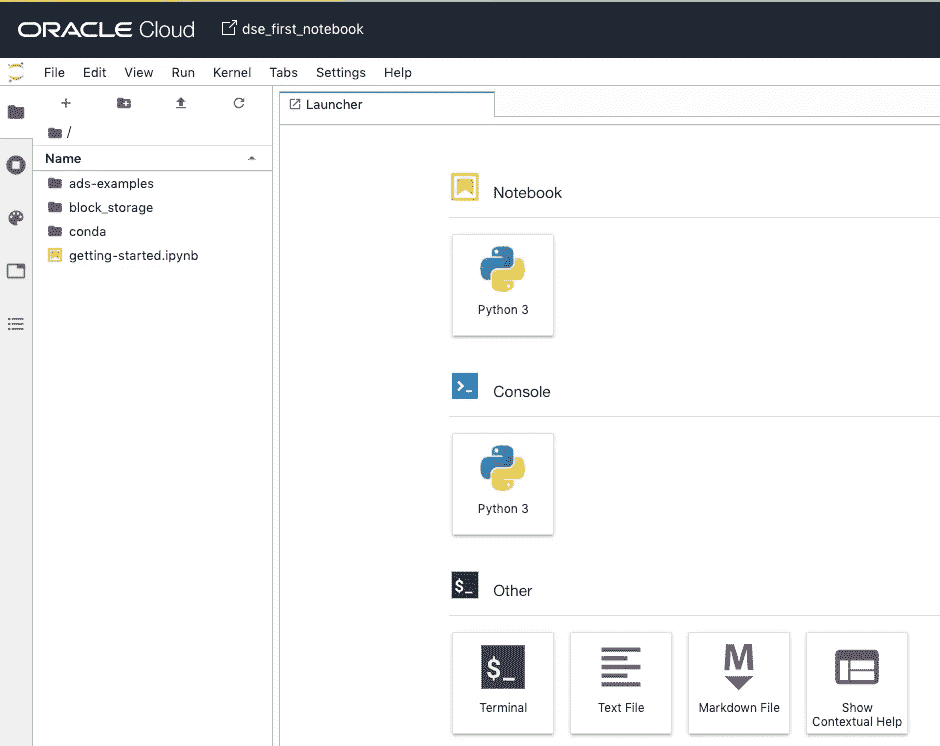 ORACLE Cloud dse_first_notebook
File Edit View Run Kernel Tabs Settings Help
Launcher
/
Name
ads-examples
block_storage
conda
getting-started.ipynb
Notebook
Python 3
>_ Console
Python 3
$_ Other
$_
M
Terminal
Text File
Markdown File
Show
Contextual Help